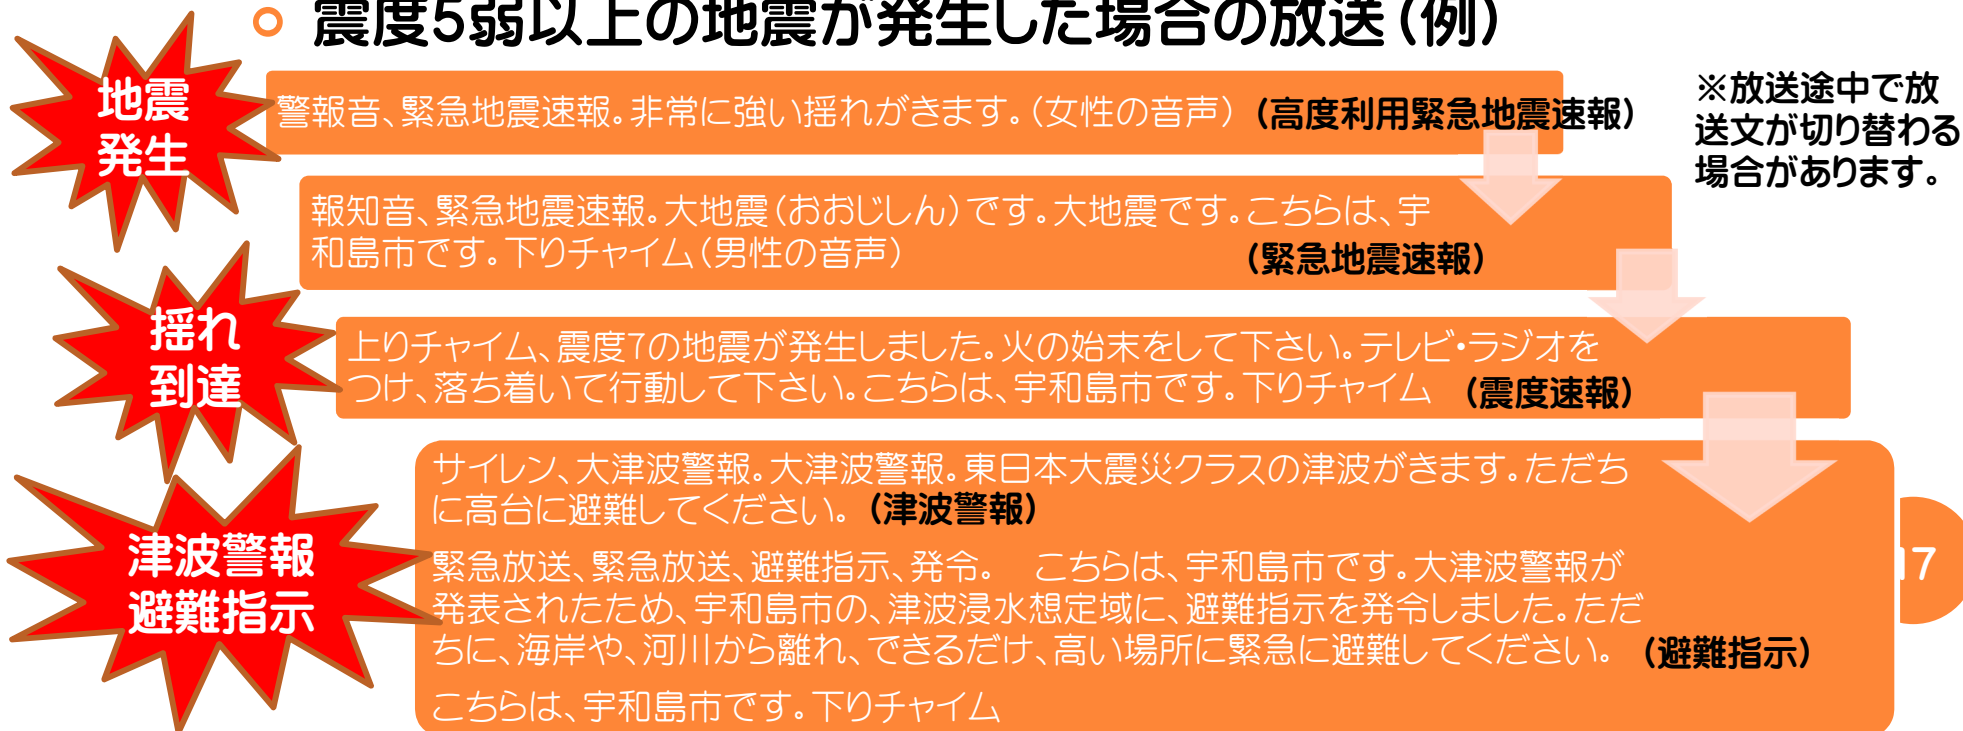 震度5弱以上の地震が発生した場合の放送(例)
地震
発生
警報音、緊急地震速報。非常に強い揺れがきます。(女性の音声) (高度利用緊急地震速報)
※放送途中で放
送文が切り替わる
場合があります。
報知音、緊急地震速報。大地震(おおじしん)です。大地震です。こちらは、宇
和島市です。下りチャイム(男性の音声) (緊急地震速報)
揺れ
到達
上りチャイム、震度7の地震が発生しました。火の始末をして下さい。テレビ・ラジオを
つけ、落ち着いて行動して下さい。こちらは、宇和島市です。下りチャイム (震度速報)
津波警報
避難指示
サイレン、大津波警報。大津波警報。東日本大震災クラスの津波がきます。ただち
に高台に避難してください。 (津波警報)
緊急放送、緊急放送、避難指示、発令。 こちらは、宇和島市です。大津波警報が
発表されたため、宇和島市の、津波浸水想定域に、避難指示を発令しました。ただ
ちに、海岸や、河川から離れ、できるだけ、高い場所に緊急に避難してください。 (避難指示)
こちらは、宇和島市です。下りチャイム
17